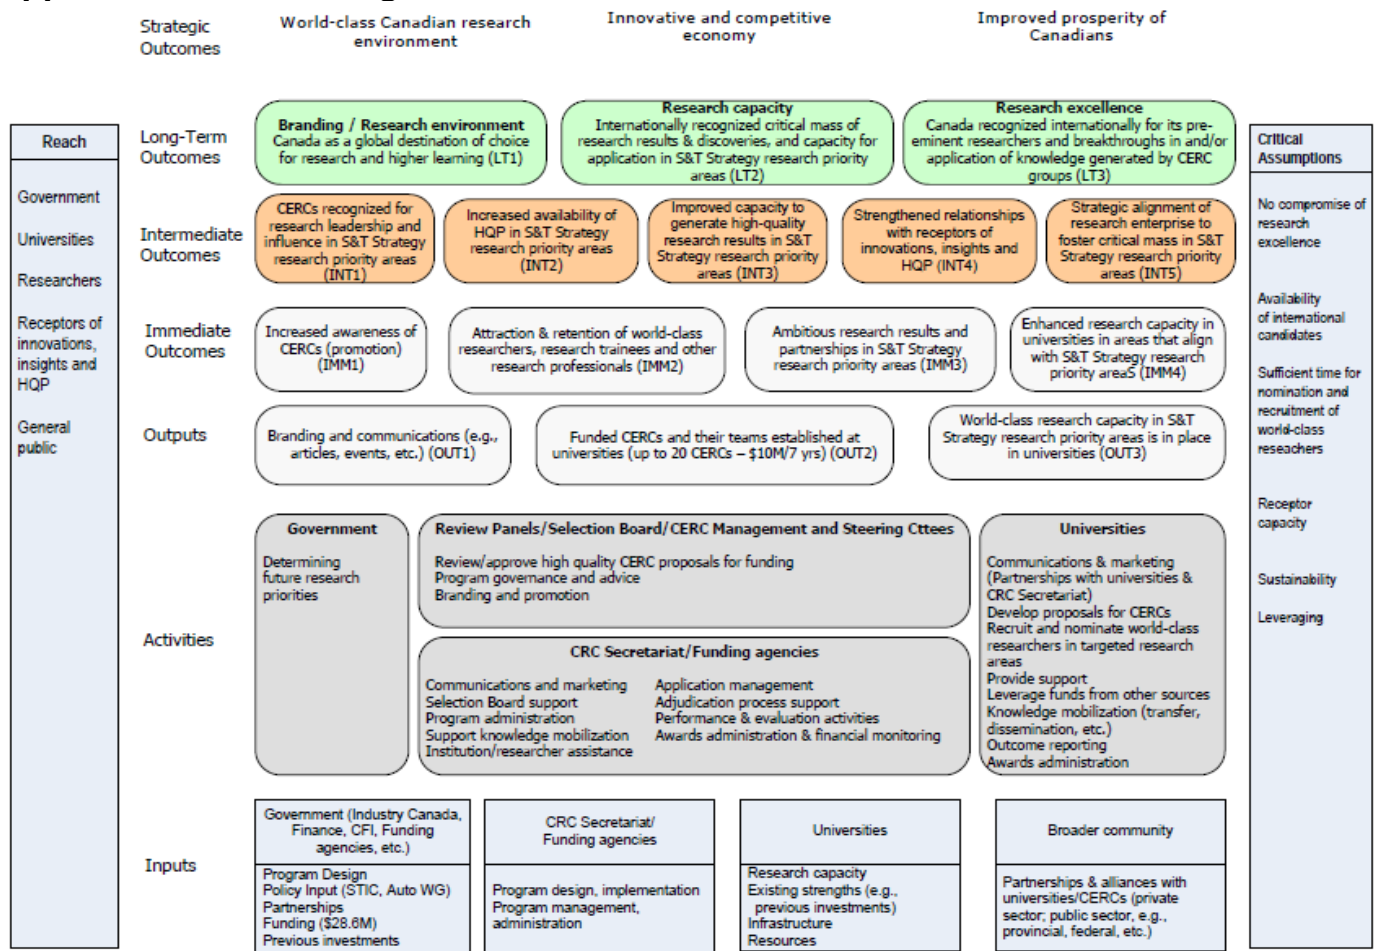 Strategic
Outcomes
World-class Canadian research
environment
Innovative and competitive
economy
Improved prosperity of
Canadians
Reach
Government
Universities
Researchers
Receptors of
innovations,
insights and
HQP
General
public
Long-Term
Outcomes
Branding / Research environment
Canada as a global destination of choice
for research and higher learning (LT1)
Research capacity
Internationally recognized critical mass of
research results & discoveries, and capacity for
application in S&T Strategy research priority
areas (LT2)
Research excellence
Canada recognized internationally for its pre-
eminent researchers and breakthroughs in and/or
application of knowledge generated by CERC
groups (LT3)
Intermediate
Outcomes
CERCs recognized for
research leadership and
influence in S&T Strategy
research priority areas
(INT1)
Increased availability of
HQP in S&T Strategy
research priority areas
(INT2)
Improved capacity to
generate high-quality
research results in S&T
Strategy research priority
areas (INT3)
Strengthened relationships
with receptors of
innovations, insights and
HQP (INT4)
Strategic alignment of
research enterprise to
foster critical mass in S&T
Strategy research priority
areas (INT5)
Immediate
Outcomes
Increased awareness of
CERCs (promotion)
(IMM1)
Attraction & retention of world-class
researchers, research trainees and other
research professionals (IMM2)
Ambitious research results and
partnerships in S&T Strategy
research priority areas (IMM3)
Enhanced research capacity in
universities in areas that align
with S&T Strategy research
priority areaS (IMM4)
Outputs
Branding and communications (e.g.,
articles, events, etc.) (OUT1)
Funded CERCs and their teams established at
universities (up to 20 CERCs – $10M/7 yrs) (OUT2)
World-class research capacity in S&T
Strategy research priority areas is in place
in universities (OUT3)
Activities
Government
Determining
future research
priorities
Review Panels/Selection Board/CERC Management and Steering Cttees
Review/approve high quality CERC proposals for funding
Program governance and advice
Branding and promotion
CRC Secretariat/Funding agencies
Communications and marketing
Selection Board support
Program administration
Support knowledge mobilization
Institution/researcher assistance
Application management
Adjudication process support
Performance & evaluation activities
Awards administration & financial monitoring
Universities
Communications & marketing
(Partnerships with universities &
CRC Secretariat)
Develop proposals for CERCs
Recruit and nominate world-class
researchers in targeted research
areas
Provide support
Leverage funds from other sources
Knowledge mobilization (transfer,
dissemination, etc.)
Outcome reporting
Awards administration
Inputs
Government (Industry Canada,
Finance, CFI, Funding
agencies, etc.)
Program Design
Policy Input (STIC, Auto WG)
Partnerships
Funding ($28.6M)
Previous investments
CRC Secretariat/
Funding agencies
Program design, implementation
Program management,
administration
Universities
Research capacity
Existing strengths (e.g.,
previous investments)
Infrastructure
Resources
Broader community
Partnerships & alliances with
universities/CERCs (private
sector; public sector, e.g.,
provincial, federal, etc.)
Critical
Assumptions
No compromise of
research
excellence
Availability
of international
candidates
Sufficient time for
nomination and
recruitment of
world-class
reseachers
Receptor
capacity
Sustainability
Leveraging